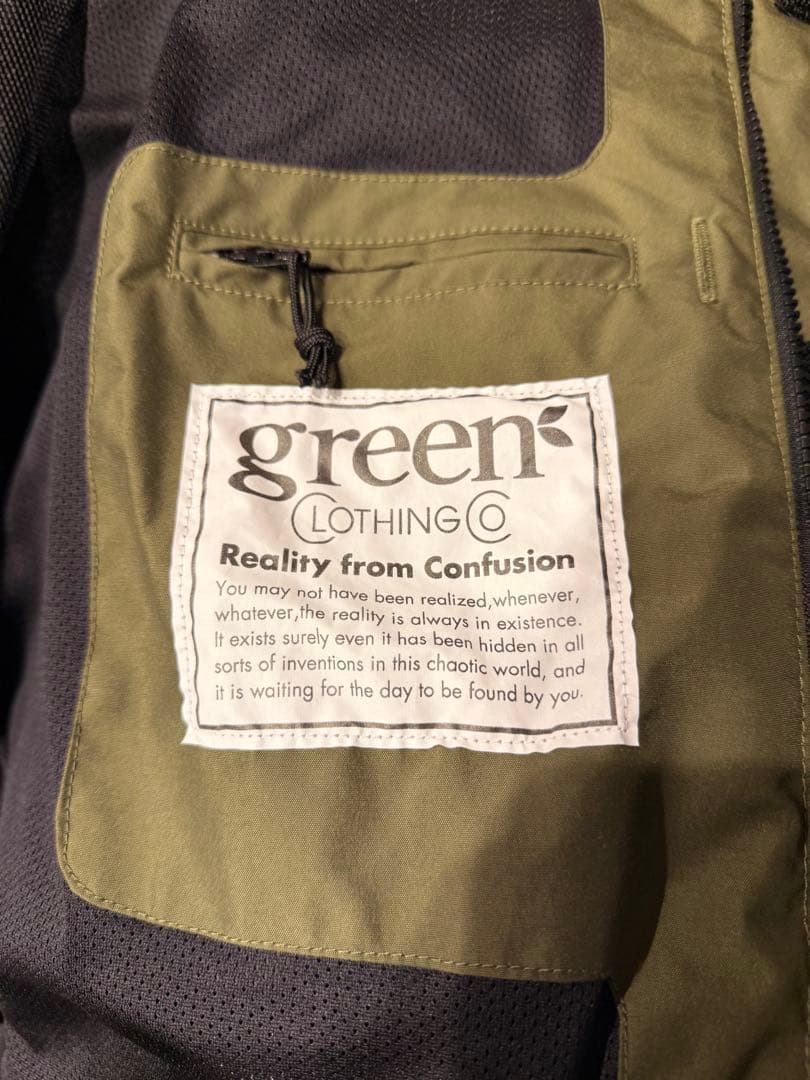 green
CLOTHING CO
Reality from Confusion
You may not have been realized,whenever,
whatever,the reality is always in existence.
It exists surely even it has been hidden in all
sorts of inventions in this chaotic world, and
it is waiting for the day to be found by you.